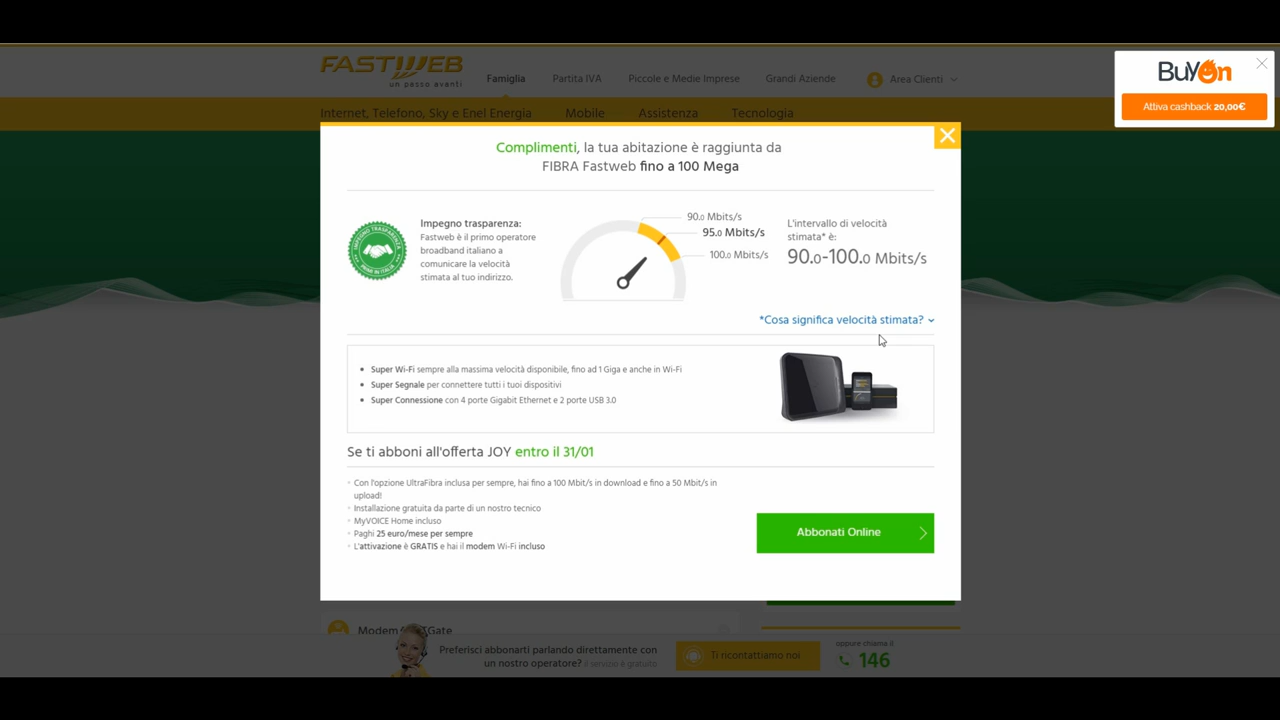 FASTWEB
un passo avanti
Famiglia
Partita IVA
Piccole e Medie Imprese
Grandi Aziende
Area Clienti
BuyOn
Attiva cashback 20,00€
Internet, Telefono, Sky e Enel Energia
Mobile
Assistenza
Tecnologia
Complimenti, la tua abitazione è raggiunta da
FIBRA Fastweb fino a 100 Mega
IMPEGNO TRASPARENZA
PRIMI IN ITALIA
Impegno trasparenza:
Fastweb è il primo operatore
broadband italiano a
comunicare la velocità
stimata al tuo indirizzo.
90.0 Mbits/s
95.0 Mbits/s
100.0 Mbits/s
L'intervallo di velocità
stimata* è:
90.0-100.0 Mbits/s
*Cosa significa velocità stimata?
• Super Wi-Fi sempre alla massima velocità disponibile, fino ad 1 Giga e anche in Wi-Fi
• Super Segnale per connettere tutti i tuoi dispositivi
• Super Connessione con 4 porte Gigabit Ethernet e 2 porte USB 3.0
Se ti abboni all'offerta JOY entro il 31/01
Con l'opzione UltraFibra inclusa per sempre, hai fino a 100 Mbit/s in download e fino a 50 Mbit/s in
upload!
Installazione gratuita da parte di un nostro tecnico
MyVOICE Home incluso
Paghi 25 euro/mese per sempre
L'attivazione è GRATIS e hai il modem Wi-Fi incluso
Abbonati Online
Modem
Gate
Preferisci abbonarti parlando direttamente
con un nostro operatore? il servizio è gratuito
Ti ricontattiamo noi
oppure chiama il
146